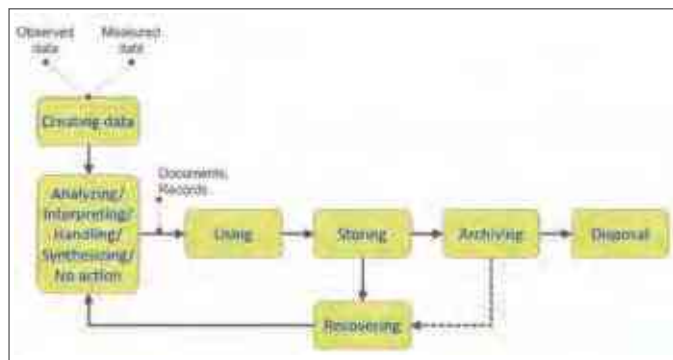 Observed
data
Measured
data
Creating data
Documents,
Records
Analyzing/
Interpreting/
Handling/
Synthesizing/
No action
Using
Storing
Archiving
Disposal
Recovering